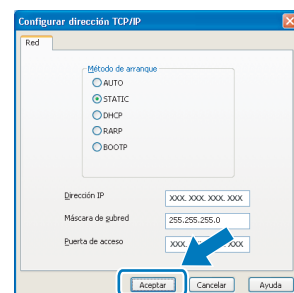 Configurar dirección TCP/IP
Red
Método de arranque
AUTO
STATIC
DHCP
RARP
BOOTP
Dirección IP XXX. XXX. XXX. XXX
Máscara de subred 255.255.255.0
Puerta de acceso XXX. XXX
Aceptar Cancelar Ayuda